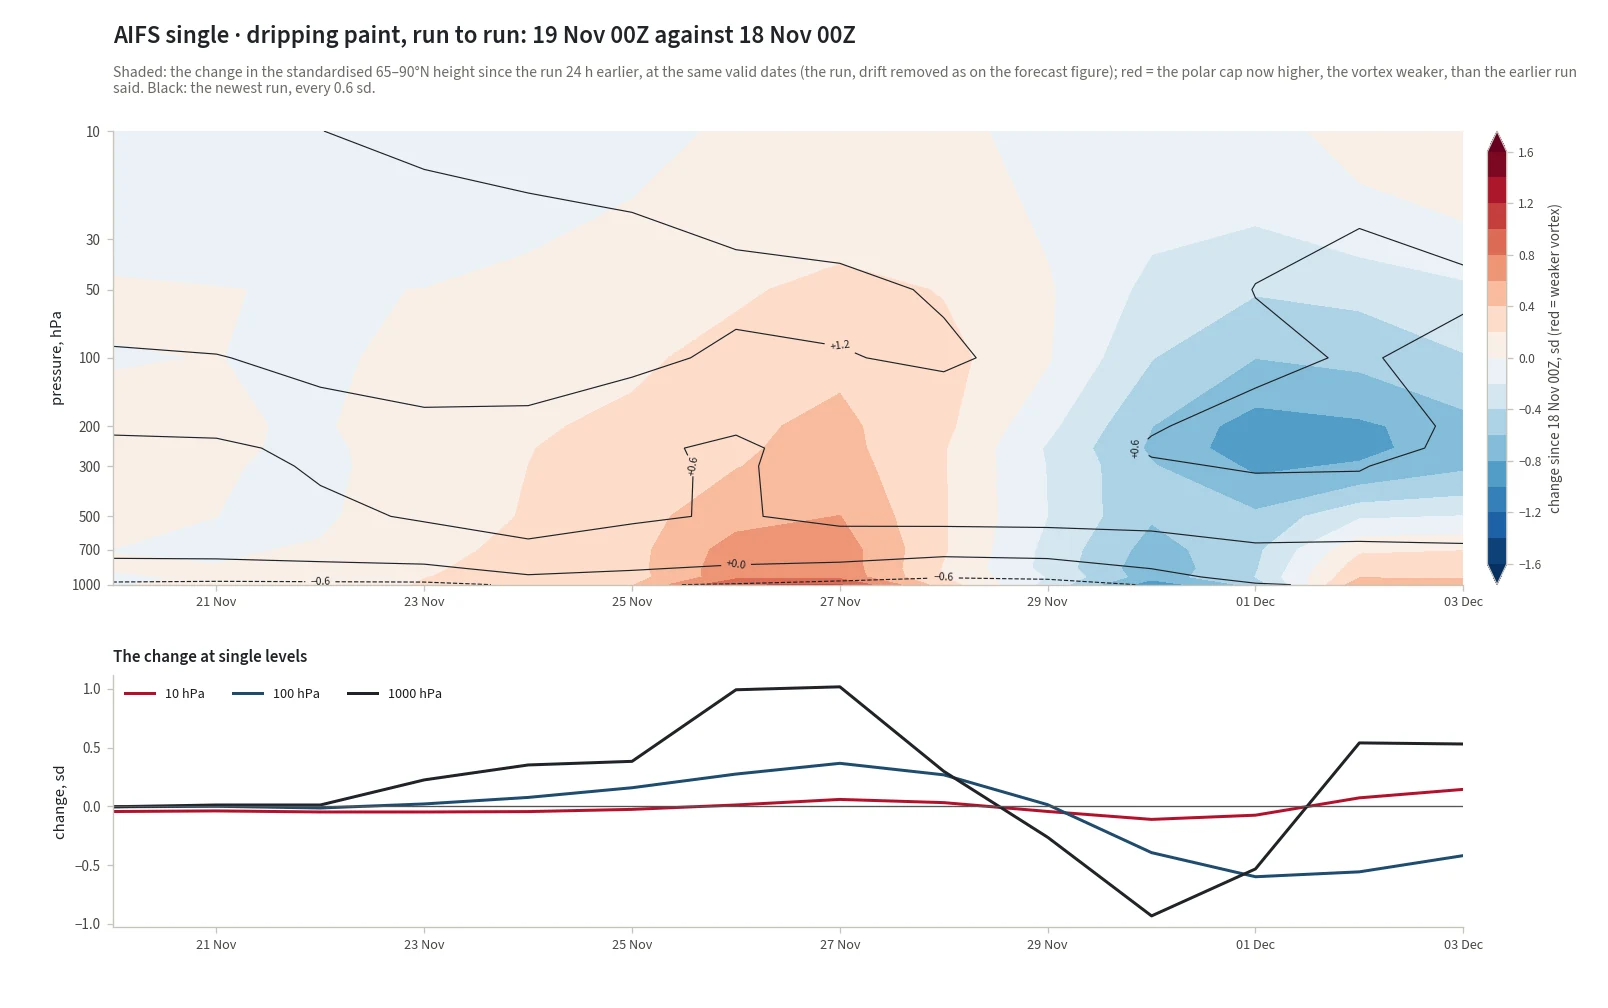 AIFS single · dripping paint, run to run: 19 Nov 00Z against 18 Nov 00Z
Shaded: the change in the standardised 65–90°N height since the run 24 h earlier, at the same valid dates (the run, drift removed as on the forecast figure); red = the polar cap now higher, the vortex weaker, than the earlier run
said. Black: the newest run, every 0.6 sd.
pressure, hPa
10
30
50
100
200
300
500
700
1000
+1.2
+0.6
+0.6
+0.0
−0.6
−0.6
21 Nov
23 Nov
25 Nov
27 Nov
29 Nov
01 Dec
03 Dec
1.6
1.2
0.8
0.4
0.0
−0.4
−0.8
−1.2
−1.6
change since 18 Nov 00Z, sd (red = weaker vortex)
The change at single levels
10 hPa
100 hPa
1000 hPa
change, sd
1.0
0.5
0.0
−0.5
−1.0
21 Nov
23 Nov
25 Nov
27 Nov
29 Nov
01 Dec
03 Dec